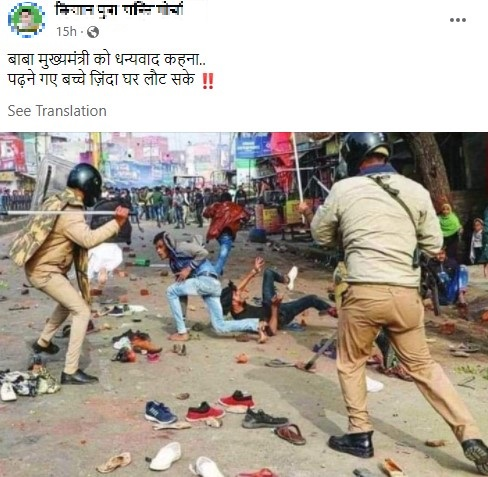 15h
बाबा मुख्यमंत्री को धन्यवाद कहना..
पढ़ने गए बच्चे ज़िंदा घर लौट सके ‼️
See Translation